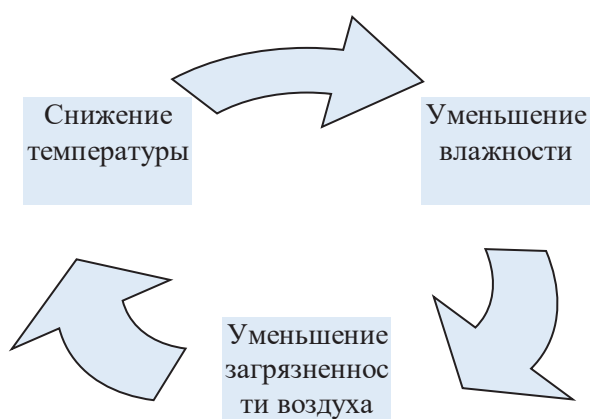 Снижение
температуры
Уменьшение
влажности
Уменьшение
загрязненнос
ти воздуха